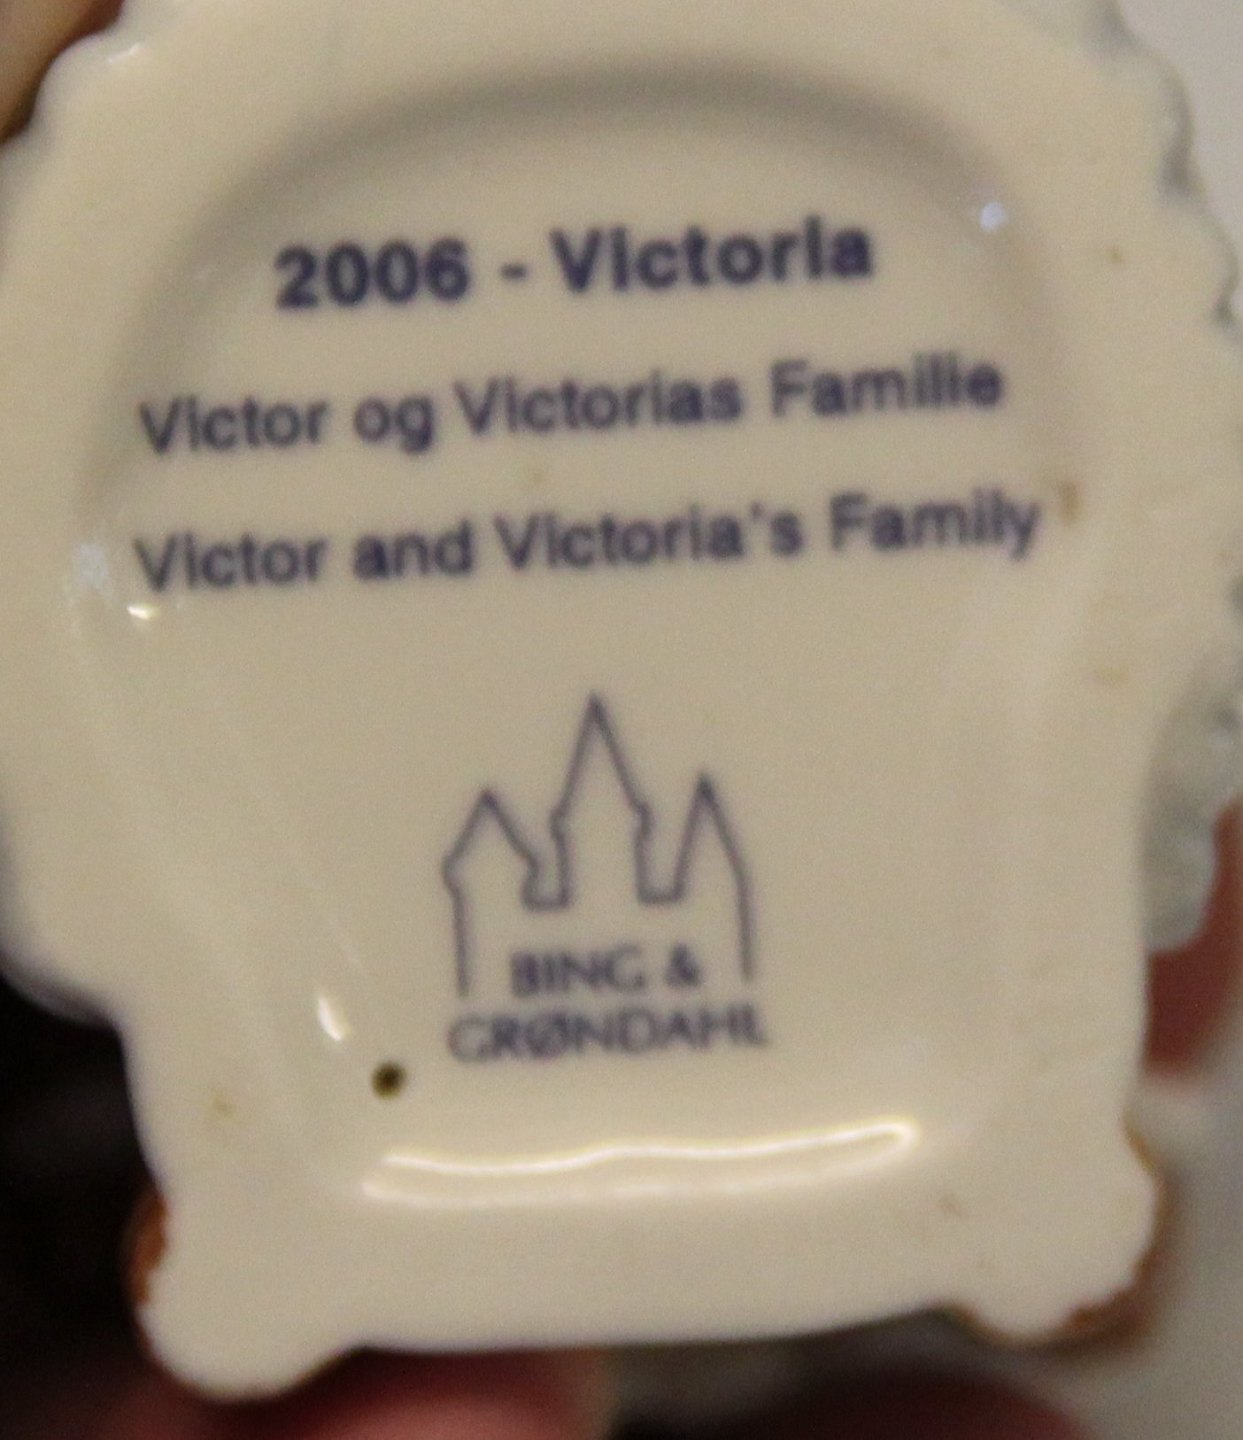 2006 - Victoria
Victor og Victorias Familie
Victor and Victoria's Family
BING &
GRØNDAHL